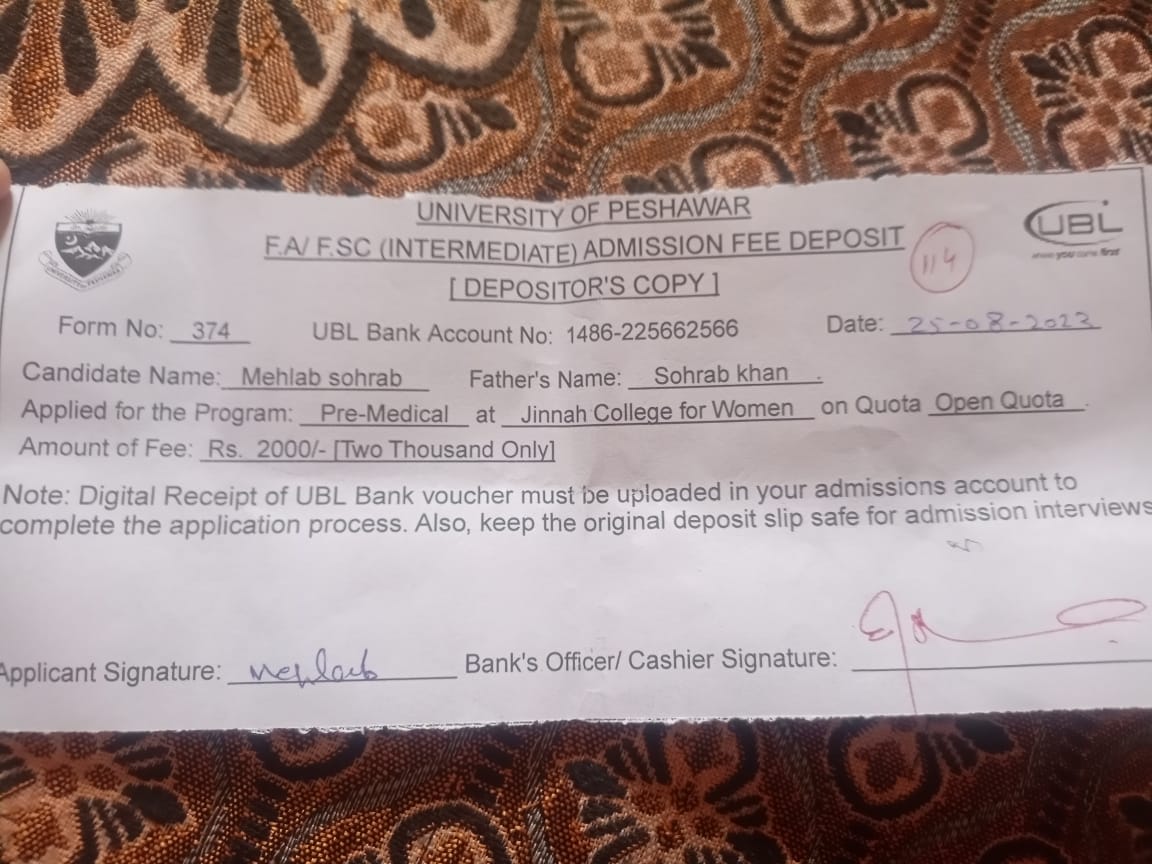 UNIVERSITY OF PESHAWAR
F.A/ F.SC (INTERMEDIATE) ADMISSION FEE DEPOSIT
114
UBL
where you come first
[ DEPOSITOR'S COPY ]
Form No: 374 UBL Bank Account No: 1486-225662566 Date: 25-08-2023
Candidate Name: Mehlab sohrab Father's Name: Sohrab khan .
Applied for the Program: Pre-Medical at Jinnah College for Women on Quota Open Quota .
Amount of Fee: Rs. 2000/- [Two Thousand Only]
Note: Digital Receipt of UBL Bank voucher must be uploaded in your admissions account to
complete the application process. Also, keep the original deposit slip safe for admission interviews
Applicant Signature: Mehlab Bank's Officer/ Cashier Signature: